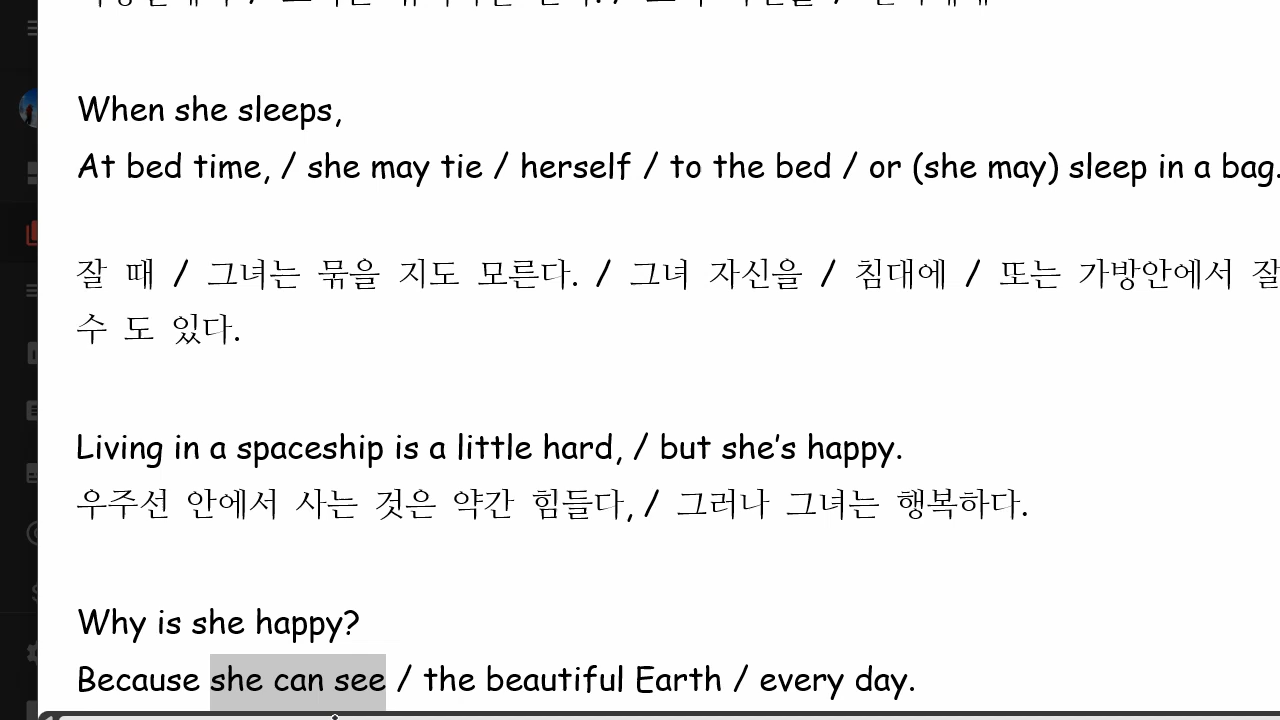 When she sleeps,
At bed time, / she may tie / herself / to the bed / or (she may) sleep in a bag.
잘 때 / 그녀는 묶을 지도 모른다. / 그녀 자신을 / 침대에 / 또는 가방안에서 잘
수 도 있다.
Living in a spaceship is a little hard, / but she’s happy.
우주선 안에서 사는 것은 약간 힘들다, / 그러나 그녀는 행복하다.
Why is she happy?
Because she can see / the beautiful Earth / every day.